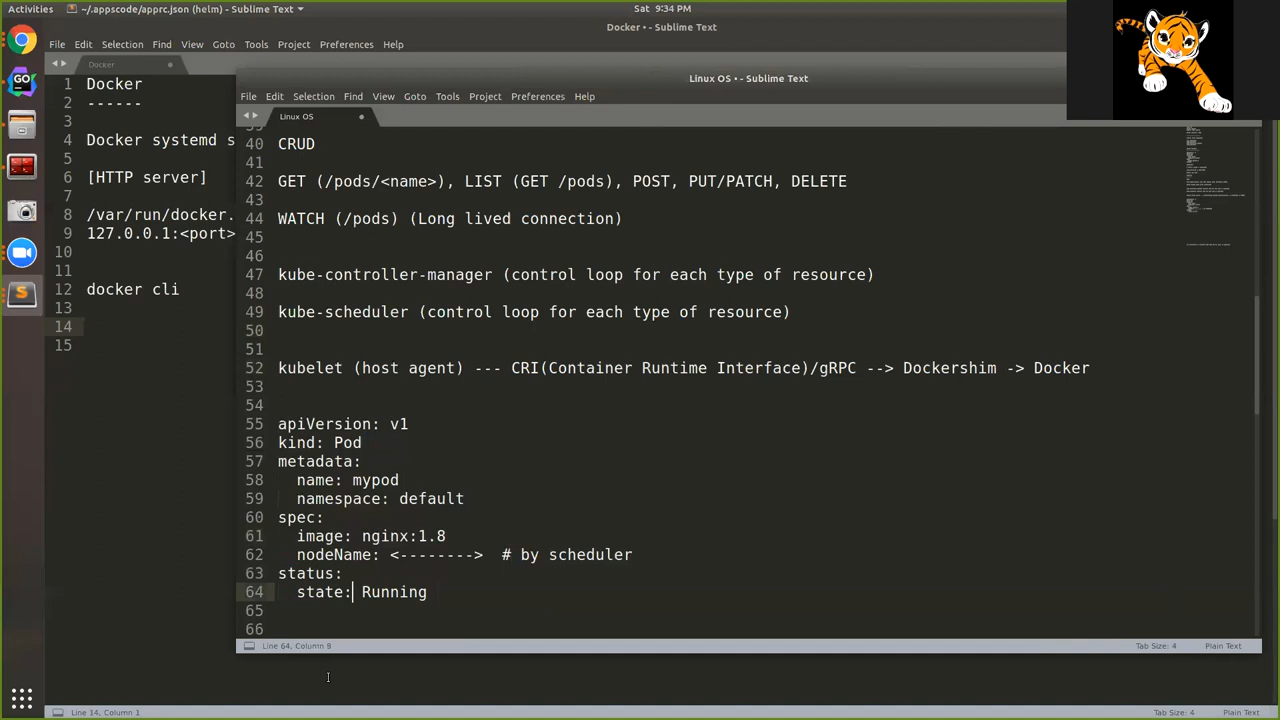 Activities
~/.appscode/apprc.json (helm) - Sublime Text
Sat 9:34 PM
Docker • - Sublime Text
File Edit Selection Find View Goto Tools Project Preferences Help
Docker
1 Docker
2 ------
3
4 Docker systemd s
5
6 [HTTP server]
7
8 /var/run/docker.
9 127.0.0.1:<port>
10
11
12 docker cli
13
14
15
Linux OS • - Sublime Text
File Edit Selection Find View Goto Tools Project Preferences Help
Linux OS
39
40 CRUD
41
42 GET (/pods/<name>), LIST (GET /pods), POST, PUT/PATCH, DELETE
43
44 WATCH (/pods) (Long lived connection)
45
46
47 kube-controller-manager (control loop for each type of resource)
48
49 kube-scheduler (control loop for each type of resource)
50
51
52 kubelet (host agent) --- CRI(Container Runtime Interface)/gRPC --> Dockershim -> Docker
53
54
55 apiVersion: v1
56 kind: Pod
57 metadata:
58 name: mypod
59 namespace: default
60 spec:
61 image: nginx:1.8
62 nodeName: <--------> # by scheduler
63 status:
64 state: Running
65
66
Line 64, Column 9
Tab Size: 4
Plain Text
Line 14, Column 1
Tab Size: 4
Plain Text